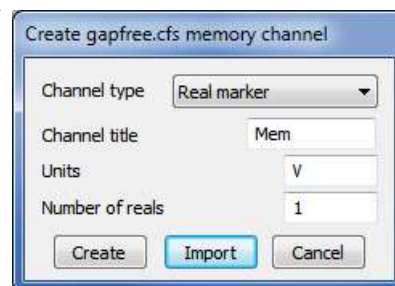 Create gapfree.cfs memory channel
Channel type Real marker
Channel title Mem
Units V
Number of reals 1
Create Import Cancel